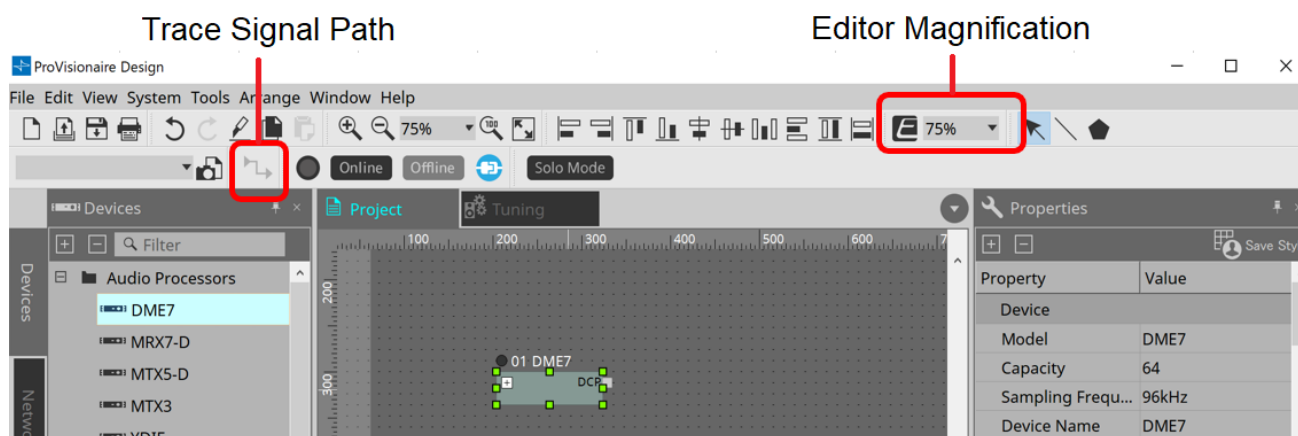 Trace Signal Path
Editor Magnification
ProVisionaire Design
File Edit View System Tools Arrange Window Help
100 75% 75%
Online Offline Solo Mode
Devices
Project
Tuning
Properties
Filter
100 200 300 400 500 600 7
Save Sty
Devices
Audio Processors
Property Value
200
Device
DME7
MRX7-D
Model DME7
01 DME7
MTX5-D
Capacity 64
DCP
300
Netwo
MTX3
Sampling Frequ... 96kHz
Device Name DME7